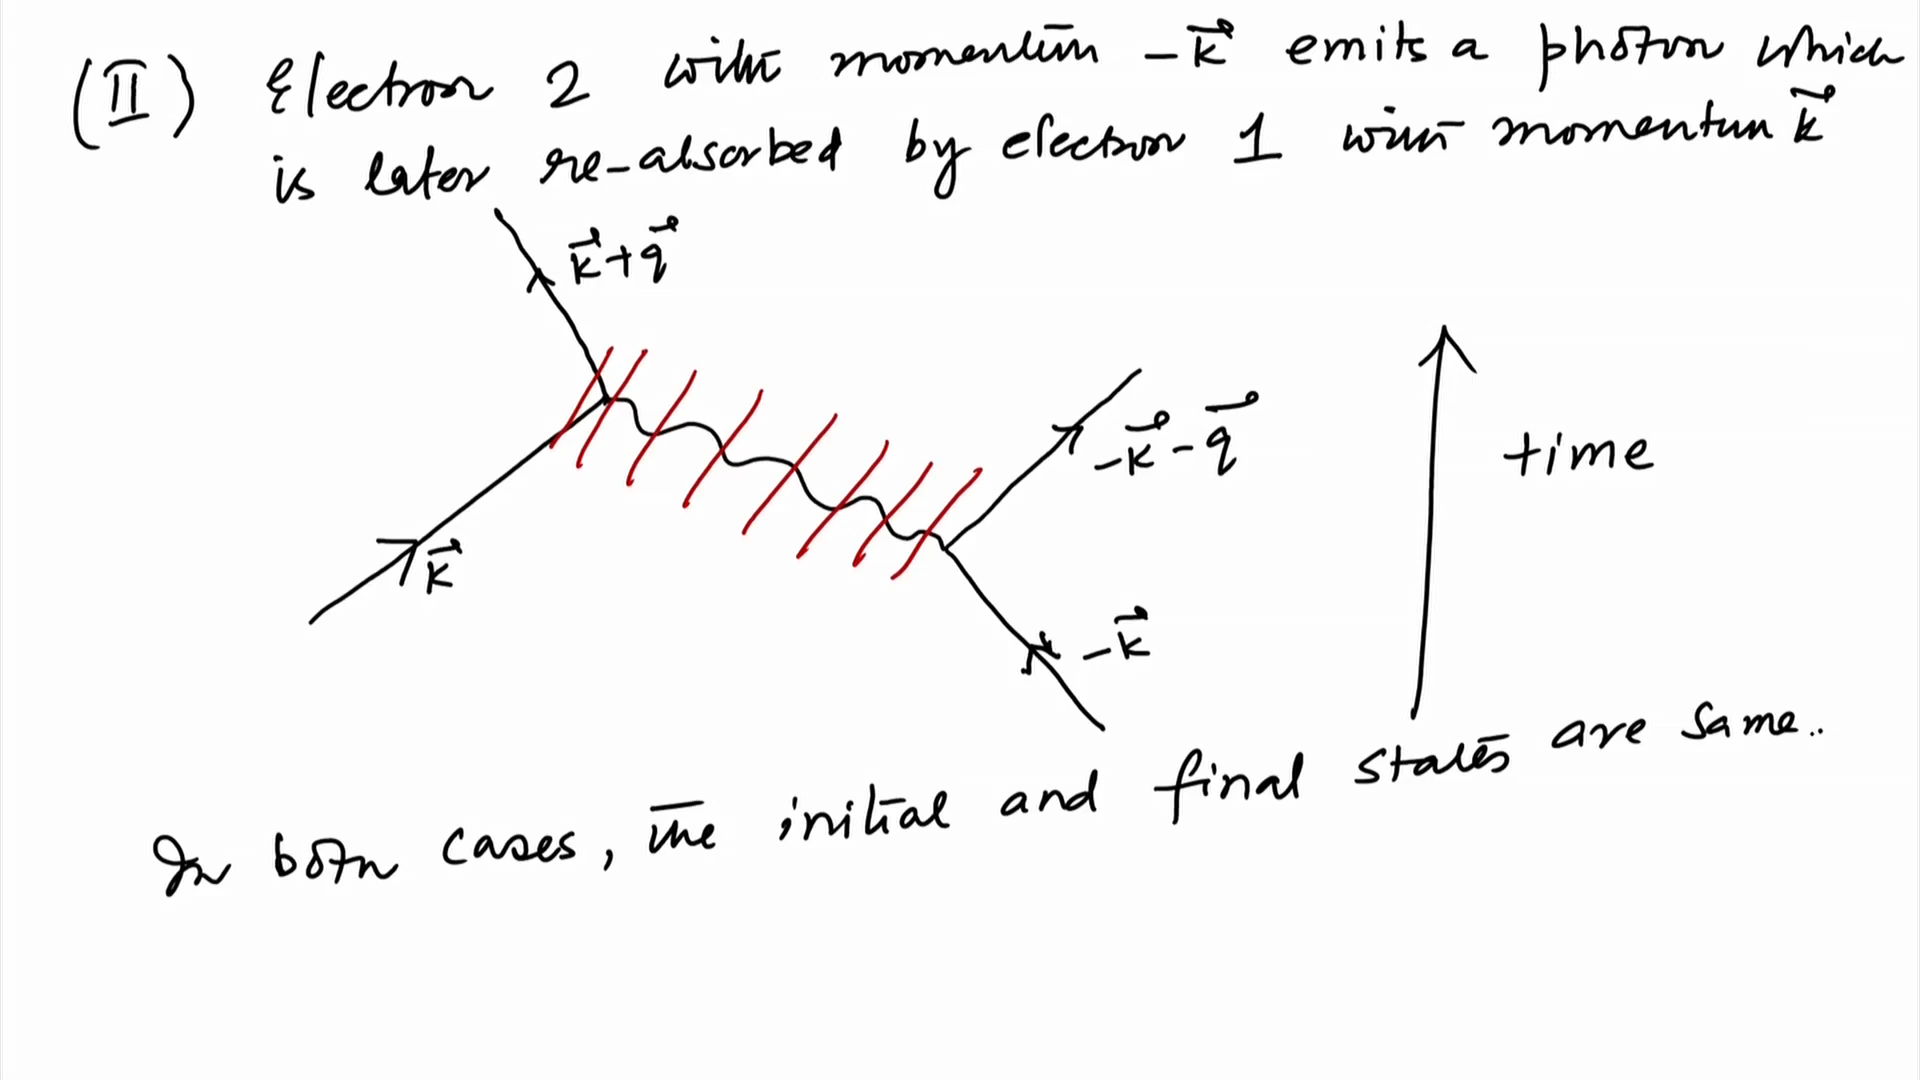 (II) Electron 2 with momentum -k⃗ emits a photon which
is later re-absorbed by electron 1 with momentum k⃗
k⃗+q⃗
-k⃗-q⃗
time
k⃗
-k⃗
In both cases, the initial and final states are same..